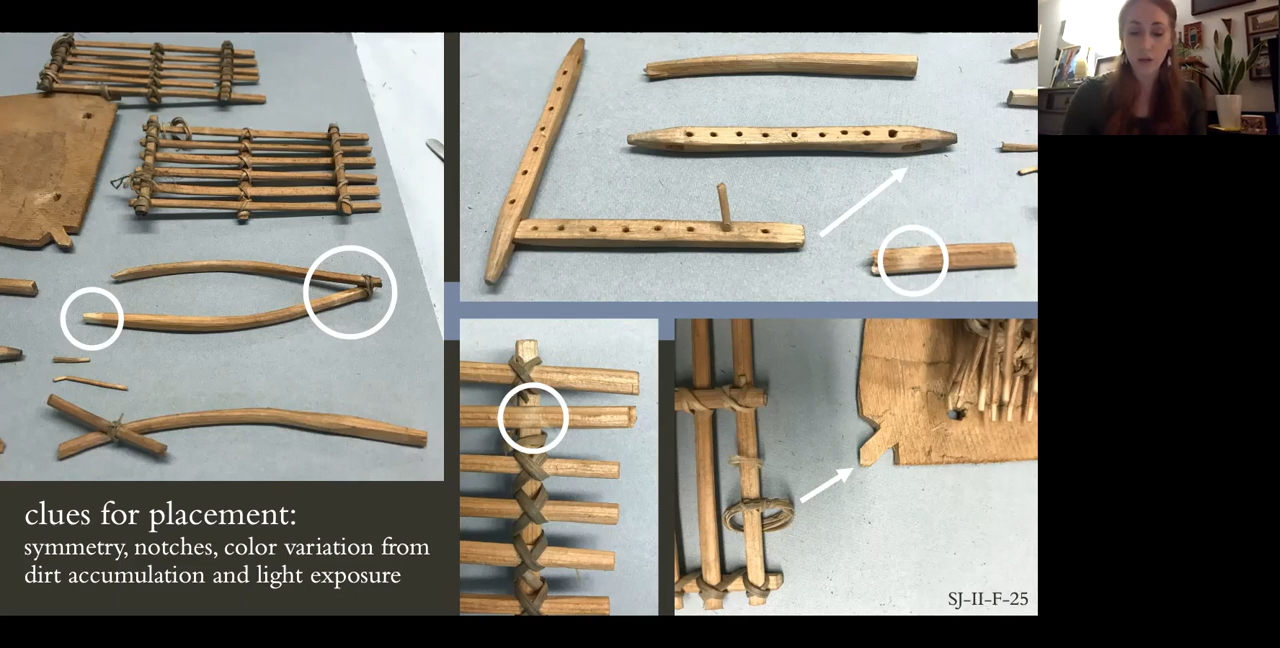 clues for placement:
symmetry, notches, color variation from
dirt accumulation and light exposure
SJ-II-F-25